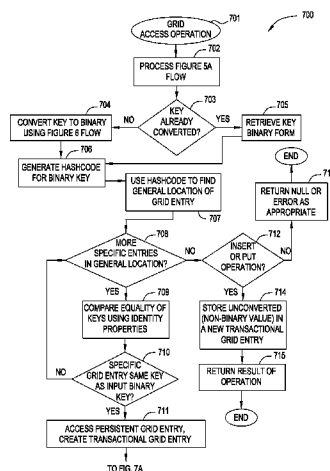 GRID
ACCESS OPERATION
701
700
702
PROCESS FIGURE 5A
FLOW
704
703
705
CONVERT KEY TO BINARY
USING FIGURE 6 FLOW
NO
KEY
ALREADY
CONVERTED?
YES
RETRIEVE KEY
BINARY FORM
706
GENERATE HASHCODE
FOR BINARY KEY
USE HASHCODE TO FIND
GENERAL LOCATION OF
GRID ENTRY
707
END
RETURN NULL OR
ERROR AS
APPROPRIATE
708
MORE
SPECIFIC ENTRIES
IN GENERAL LOCATION?
NO
712
INSERT
OR PUT
OPERATION?
NO
YES
709
COMPARE EQUALITY OF
KEYS USING IDENTITY
PROPERTIES
YES
714
STORE UNCONVERTED
(NON-BINARY VALUE) IN
A NEW TRANSACTIONAL
GRID ENTRY
710
SPECIFIC
GRID ENTRY SAME KEY
AS INPUT BINARY
KEY?
NO
715
RETURN RESULT OF
OPERATION
YES
711
ACCESS PERSISTENT GRID ENTRY,
CREATE TRANSACTIONAL GRID ENTRY
END
TO FIG. 7A